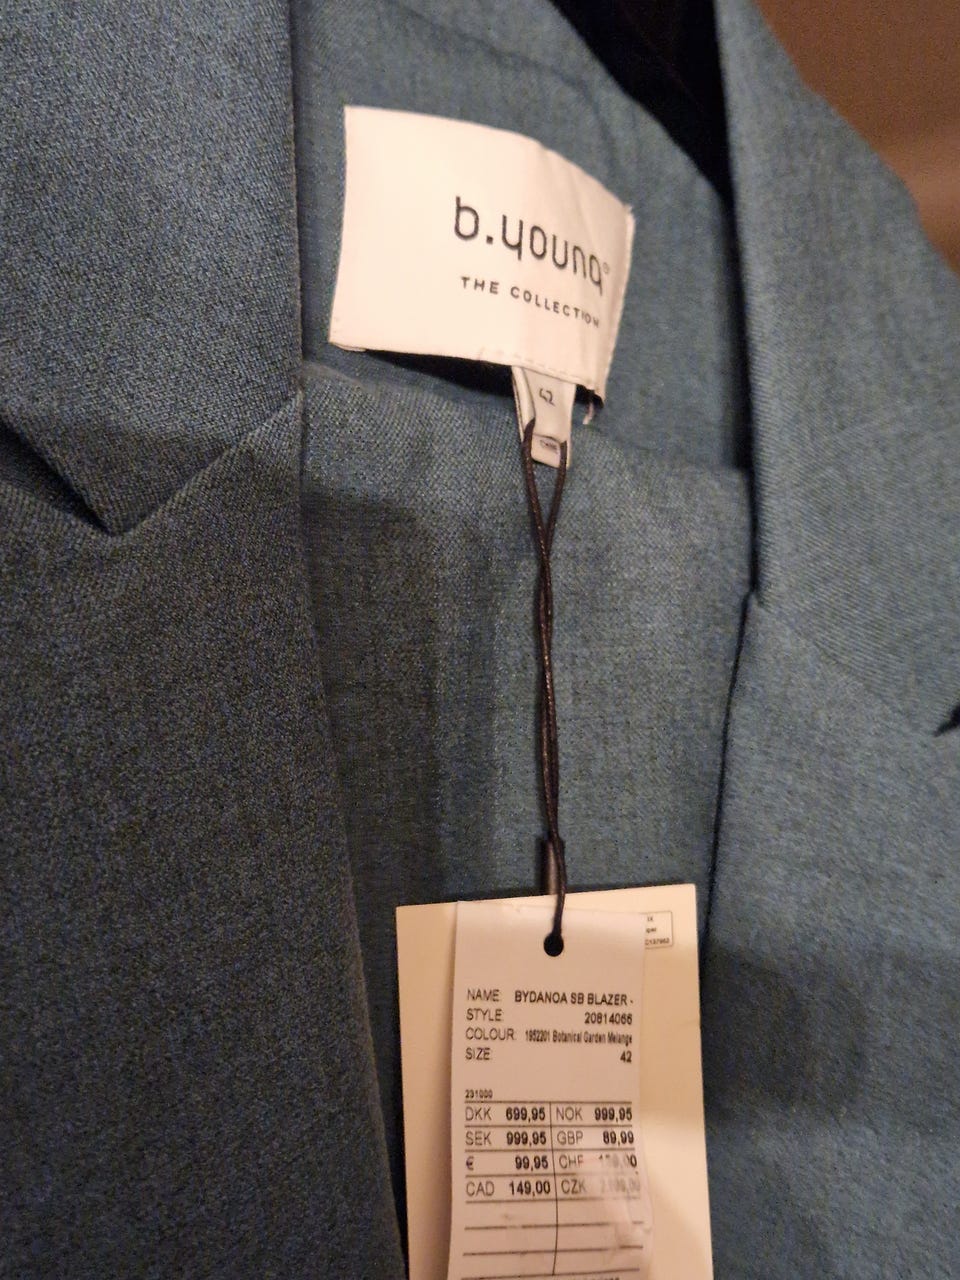 b.young®
THE COLLECTION
42
NAME: BYDANOA SB BLAZER -
STYLE: 20814066
COLOUR: 1952201 Botanical Garden Melange
SIZE: 42
231000
DKK 699,95 NOK 999,95
SEK 999,95 GBP 89,99
€ 99,95 CHF
CAD 149,00 CZK